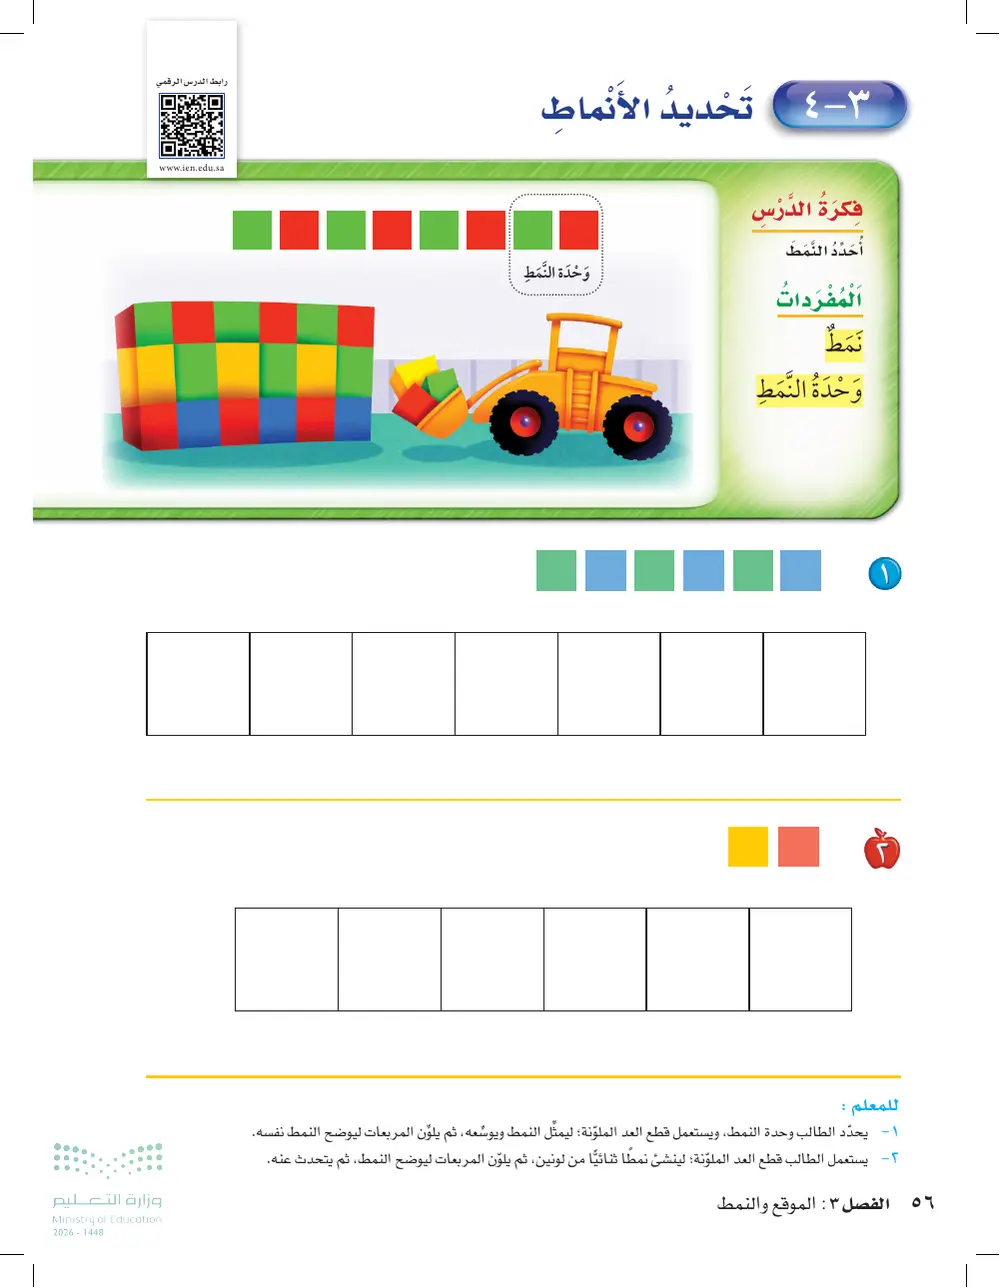 رابط الدرس الرقمي
www.ien.edu.sa
٣-٤ تَحْديدُ الأَنْماطِ
فِكرَةُ الدَّرْسِ
أُحَدِّدُ النَّمَطَ
اَلْمُفْرَداتُ
نَمَطٌ
وَحْدَةُ النَّمَطِ
وَحْدَة النَّمَطِ
١
٢
للمعلم :
١- يحدّد الطالب وحدة النمط، ويستعمل قطع العد الملوّنة؛ ليمثِّل النمط ويوسِّعه، ثم يلوِّن المربعات ليوضح النمط نفسه.
٢- يستعمل الطالب قطع العد الملوّنة؛ لينشئ نمطًا ثنائيًّا من لونين، ثم يلوّن المربعات ليوضح النمط، ثم يتحدث عنه.
٥٦ الفصل ٣ : الموقع والنمط
وزارة التعليم
Ministry of Education
2026 - 1448